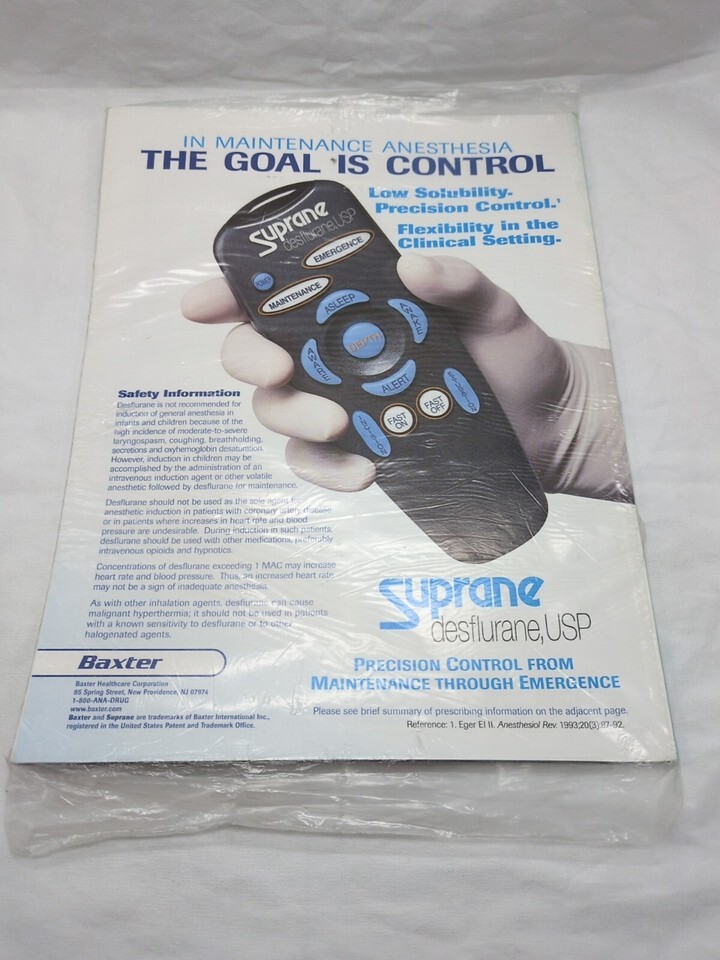 IN MAINTENANCE ANESTHESIA
THE GOAL IS CONTROL
Low Solubility.
Precision Control.¹
Flexibility in the
Clinical Setting.
Suprane
desflurane, USP
EMERGENCE
MAINTENANCE
ASLEEP
AWAKE
AWARE
DEPTH
ALERT
FAST
ON
FAST
OFF
Safety Information
Desflurane is not recommended for
induction of general anesthesia in
infants and children because of the
high incidence of moderate-to-severe
laryngospasm, coughing, breathholding,
secretions and oxyhemoglobin desaturation.
However, induction in children may be
accomplished by the administration of an
intravenous induction agent or other volatile
anesthetic followed by desflurane for maintenance.
Desflurane should not be used as the sole agent for
anesthetic induction in patients with coronary artery disease
or in patients where increases in heart rate and blood
pressure are undesirable. During induction in such patients,
desflurane should be used with other medications, preferably
intravenous opioids and hypnotics.
Concentrations of desflurane exceeding 1 MAC may increase
heart rate and blood pressure. Thus, an increased heart rate
may not be a sign of inadequate anesthesia.
As with other inhalation agents, desflurane can cause
malignant hyperthermia; it should not be used in patients
with a known sensitivity to desflurane or to other
halogenated agents.
Suprane
desflurane, USP
Baxter
Baxter Healthcare Corporation
95 Spring Street, New Providence, NJ 07974
1-800-ANA-DRUG
www.baxter.com
Baxter and Suprane are trademarks of Baxter International Inc.,
registered in the United States Patent and Trademark Office.
PRECISION CONTROL FROM
MAINTENANCE THROUGH EMERGENCE
Please see brief summary of prescribing information on the adjacent page.
Reference: 1. Eger EI II. Anesthesiol Rev. 1993;20(3):87-92.